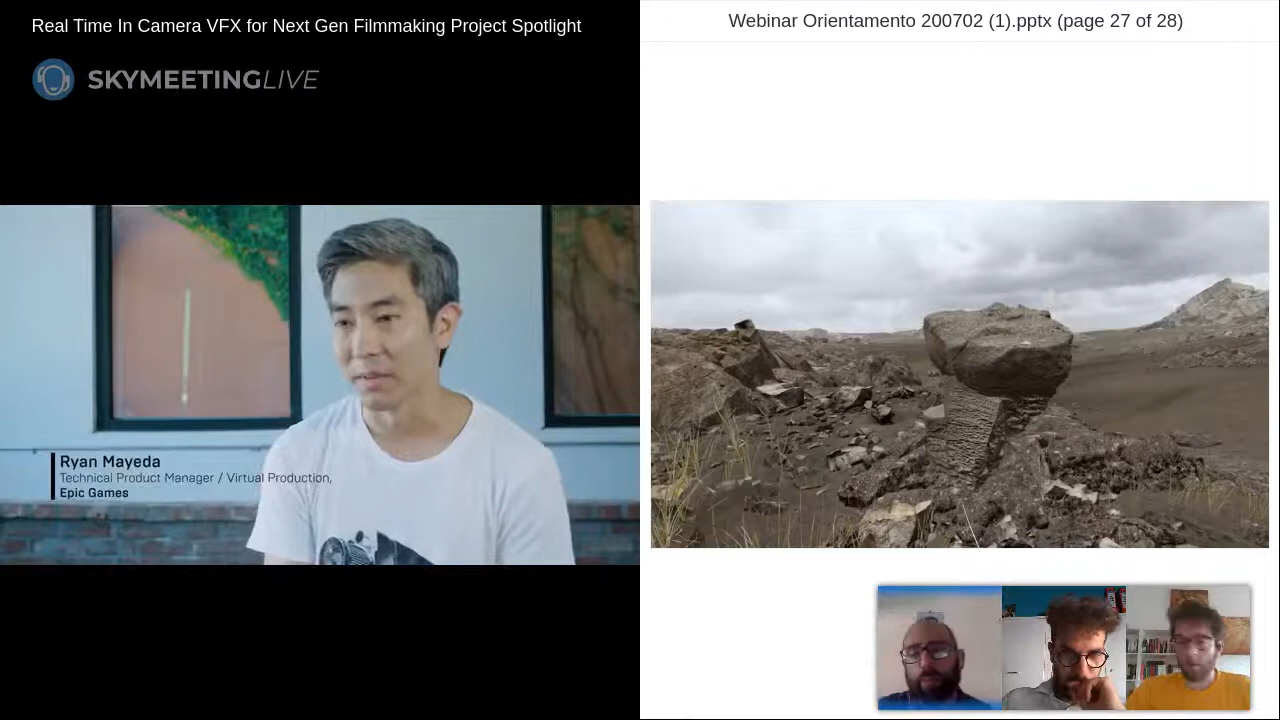 Real Time In Camera VFX for Next Gen Filmmaking Project Spotlight
SKYMEETINGLIVE
Ryan Mayeda
Technical Product Manager / Virtual Production,
Epic Games
Webinar Orientamento 200702 (1).pptx (page 27 of 28)